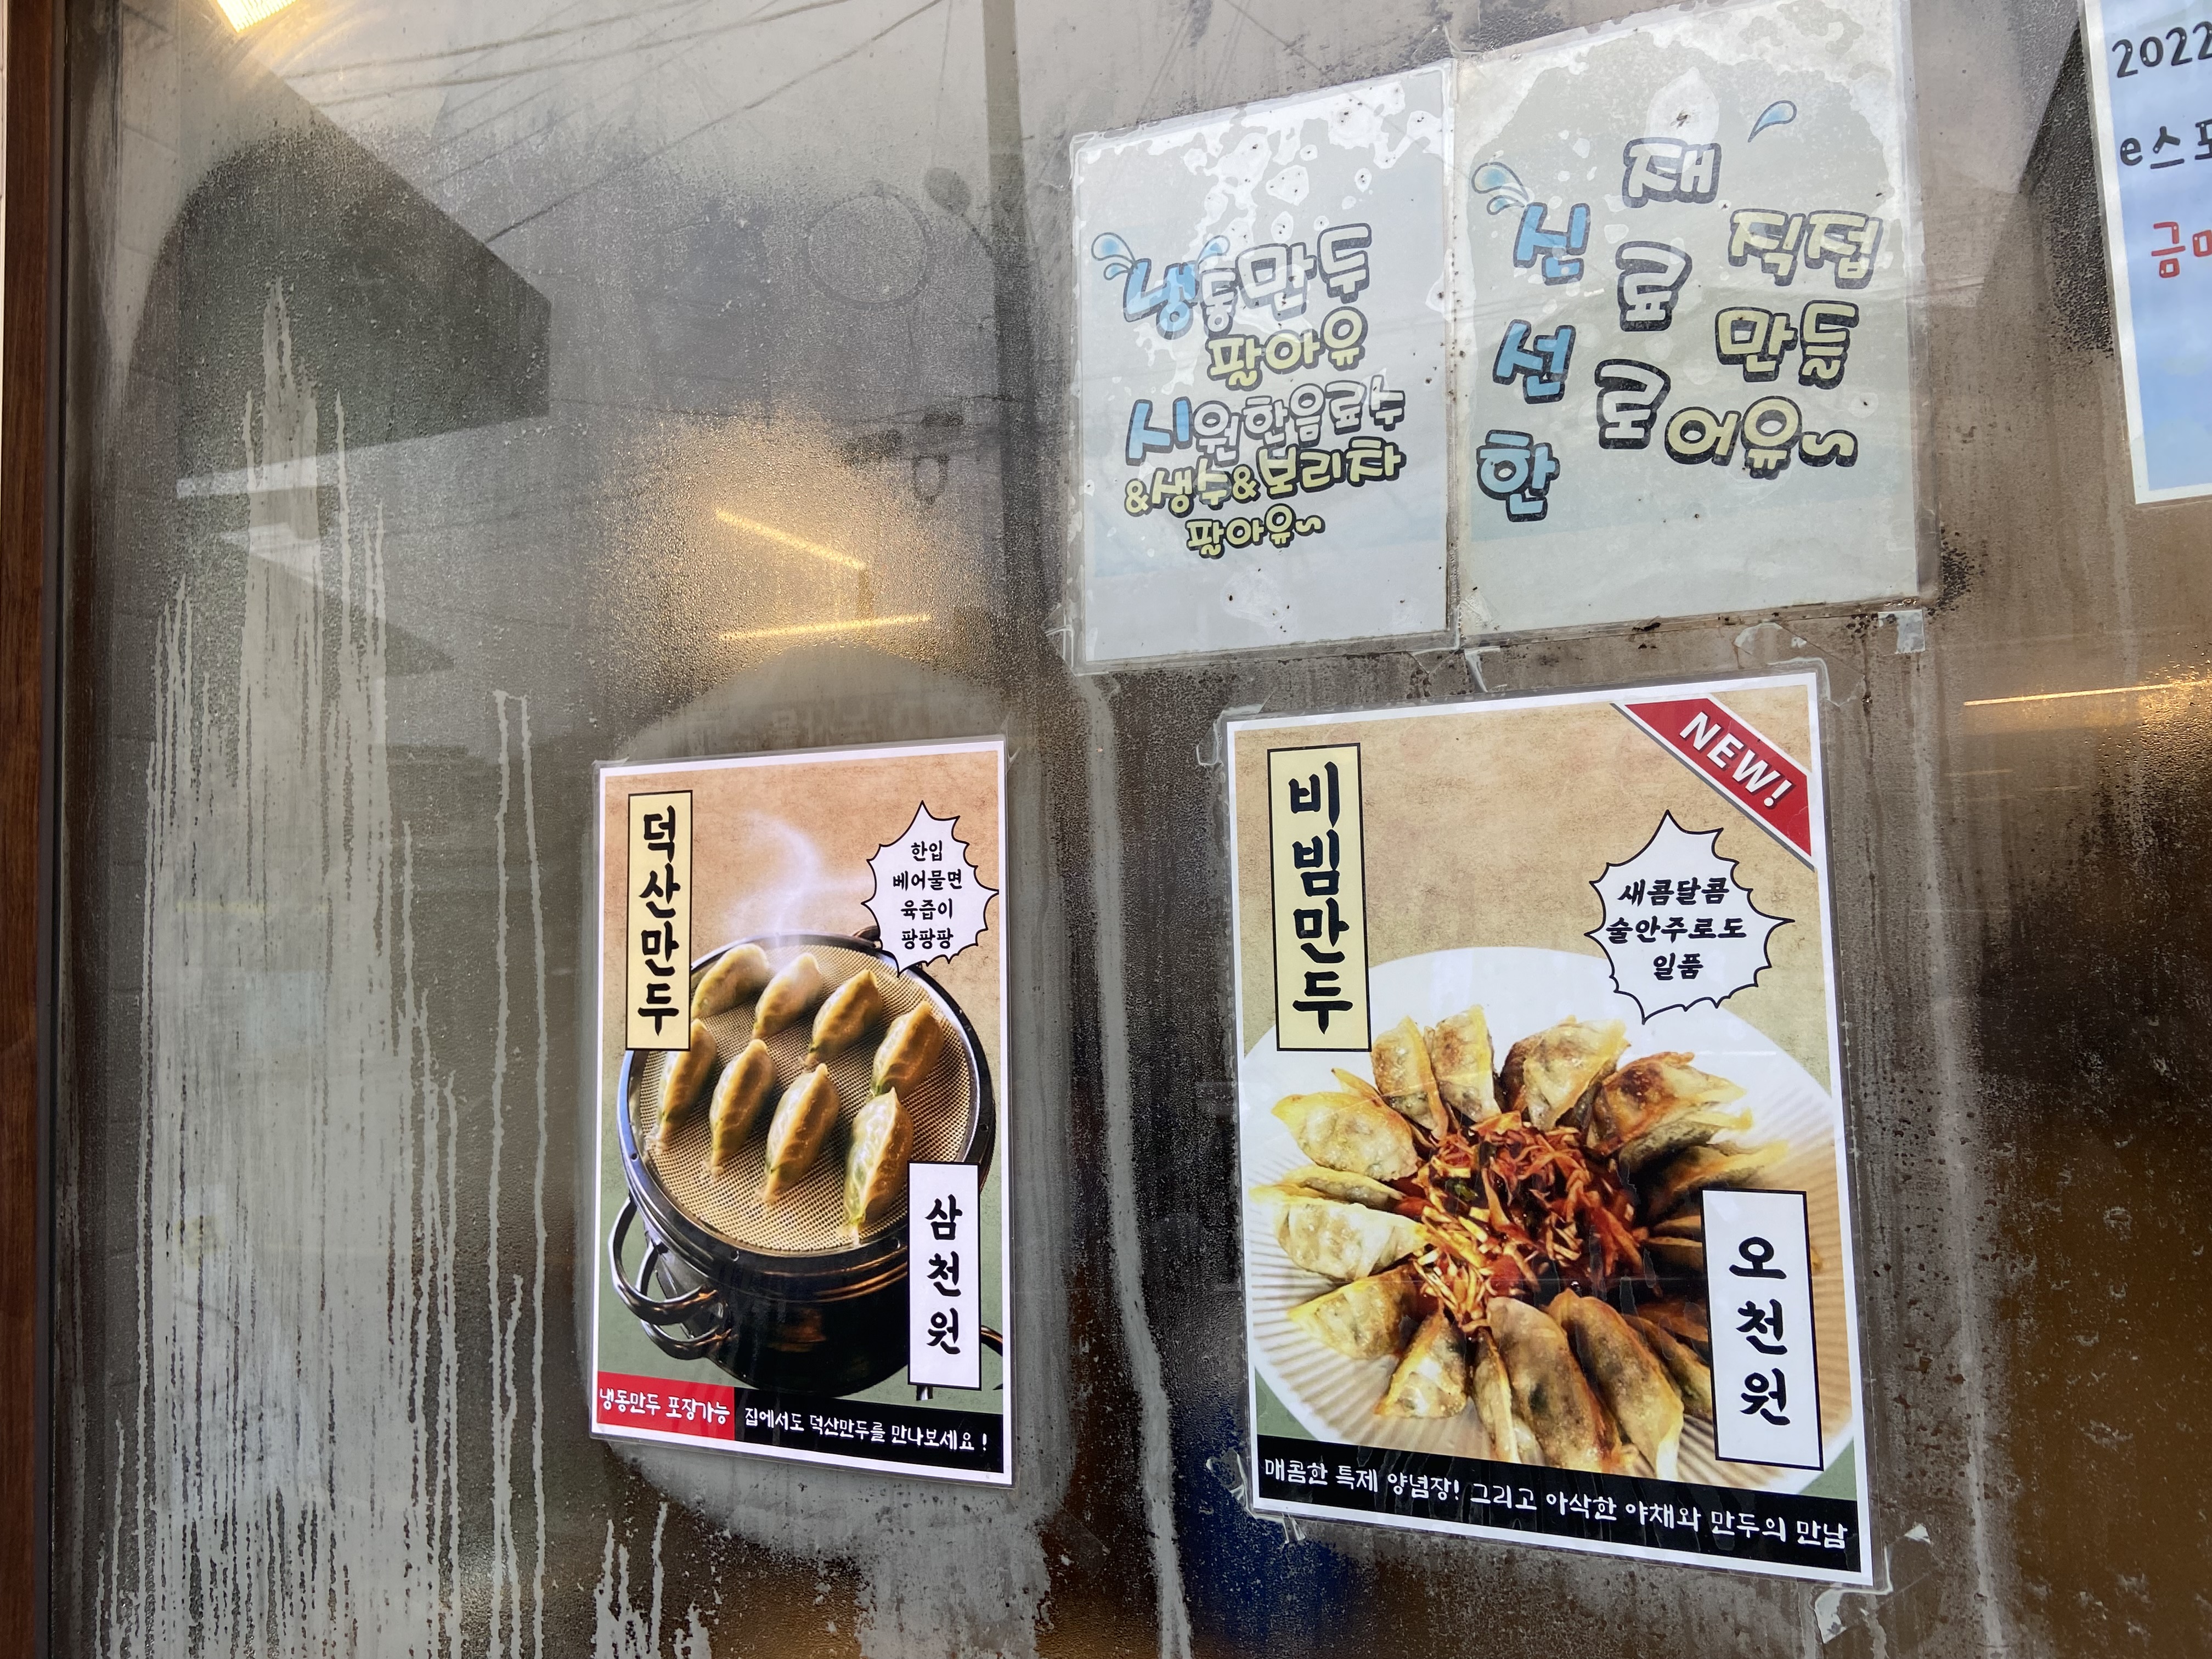 냉동만두
팔아유
시원한음료수
&생수&보리차
팔아유~
심선한
재료로
직접
만들
어유~
2022
e스포
금
덕산만두
한입
베어물면
육즙이
팡팡팡
삼천원
냉동만두 포장가능 집에서도 덕산만두를 만나보세요 !
NEW!
비빔만두
새콤달콤
술안주로도
일품
오천원
매콤한 특제 양념장! 그리고 아삭한 야채와 만두의 만남